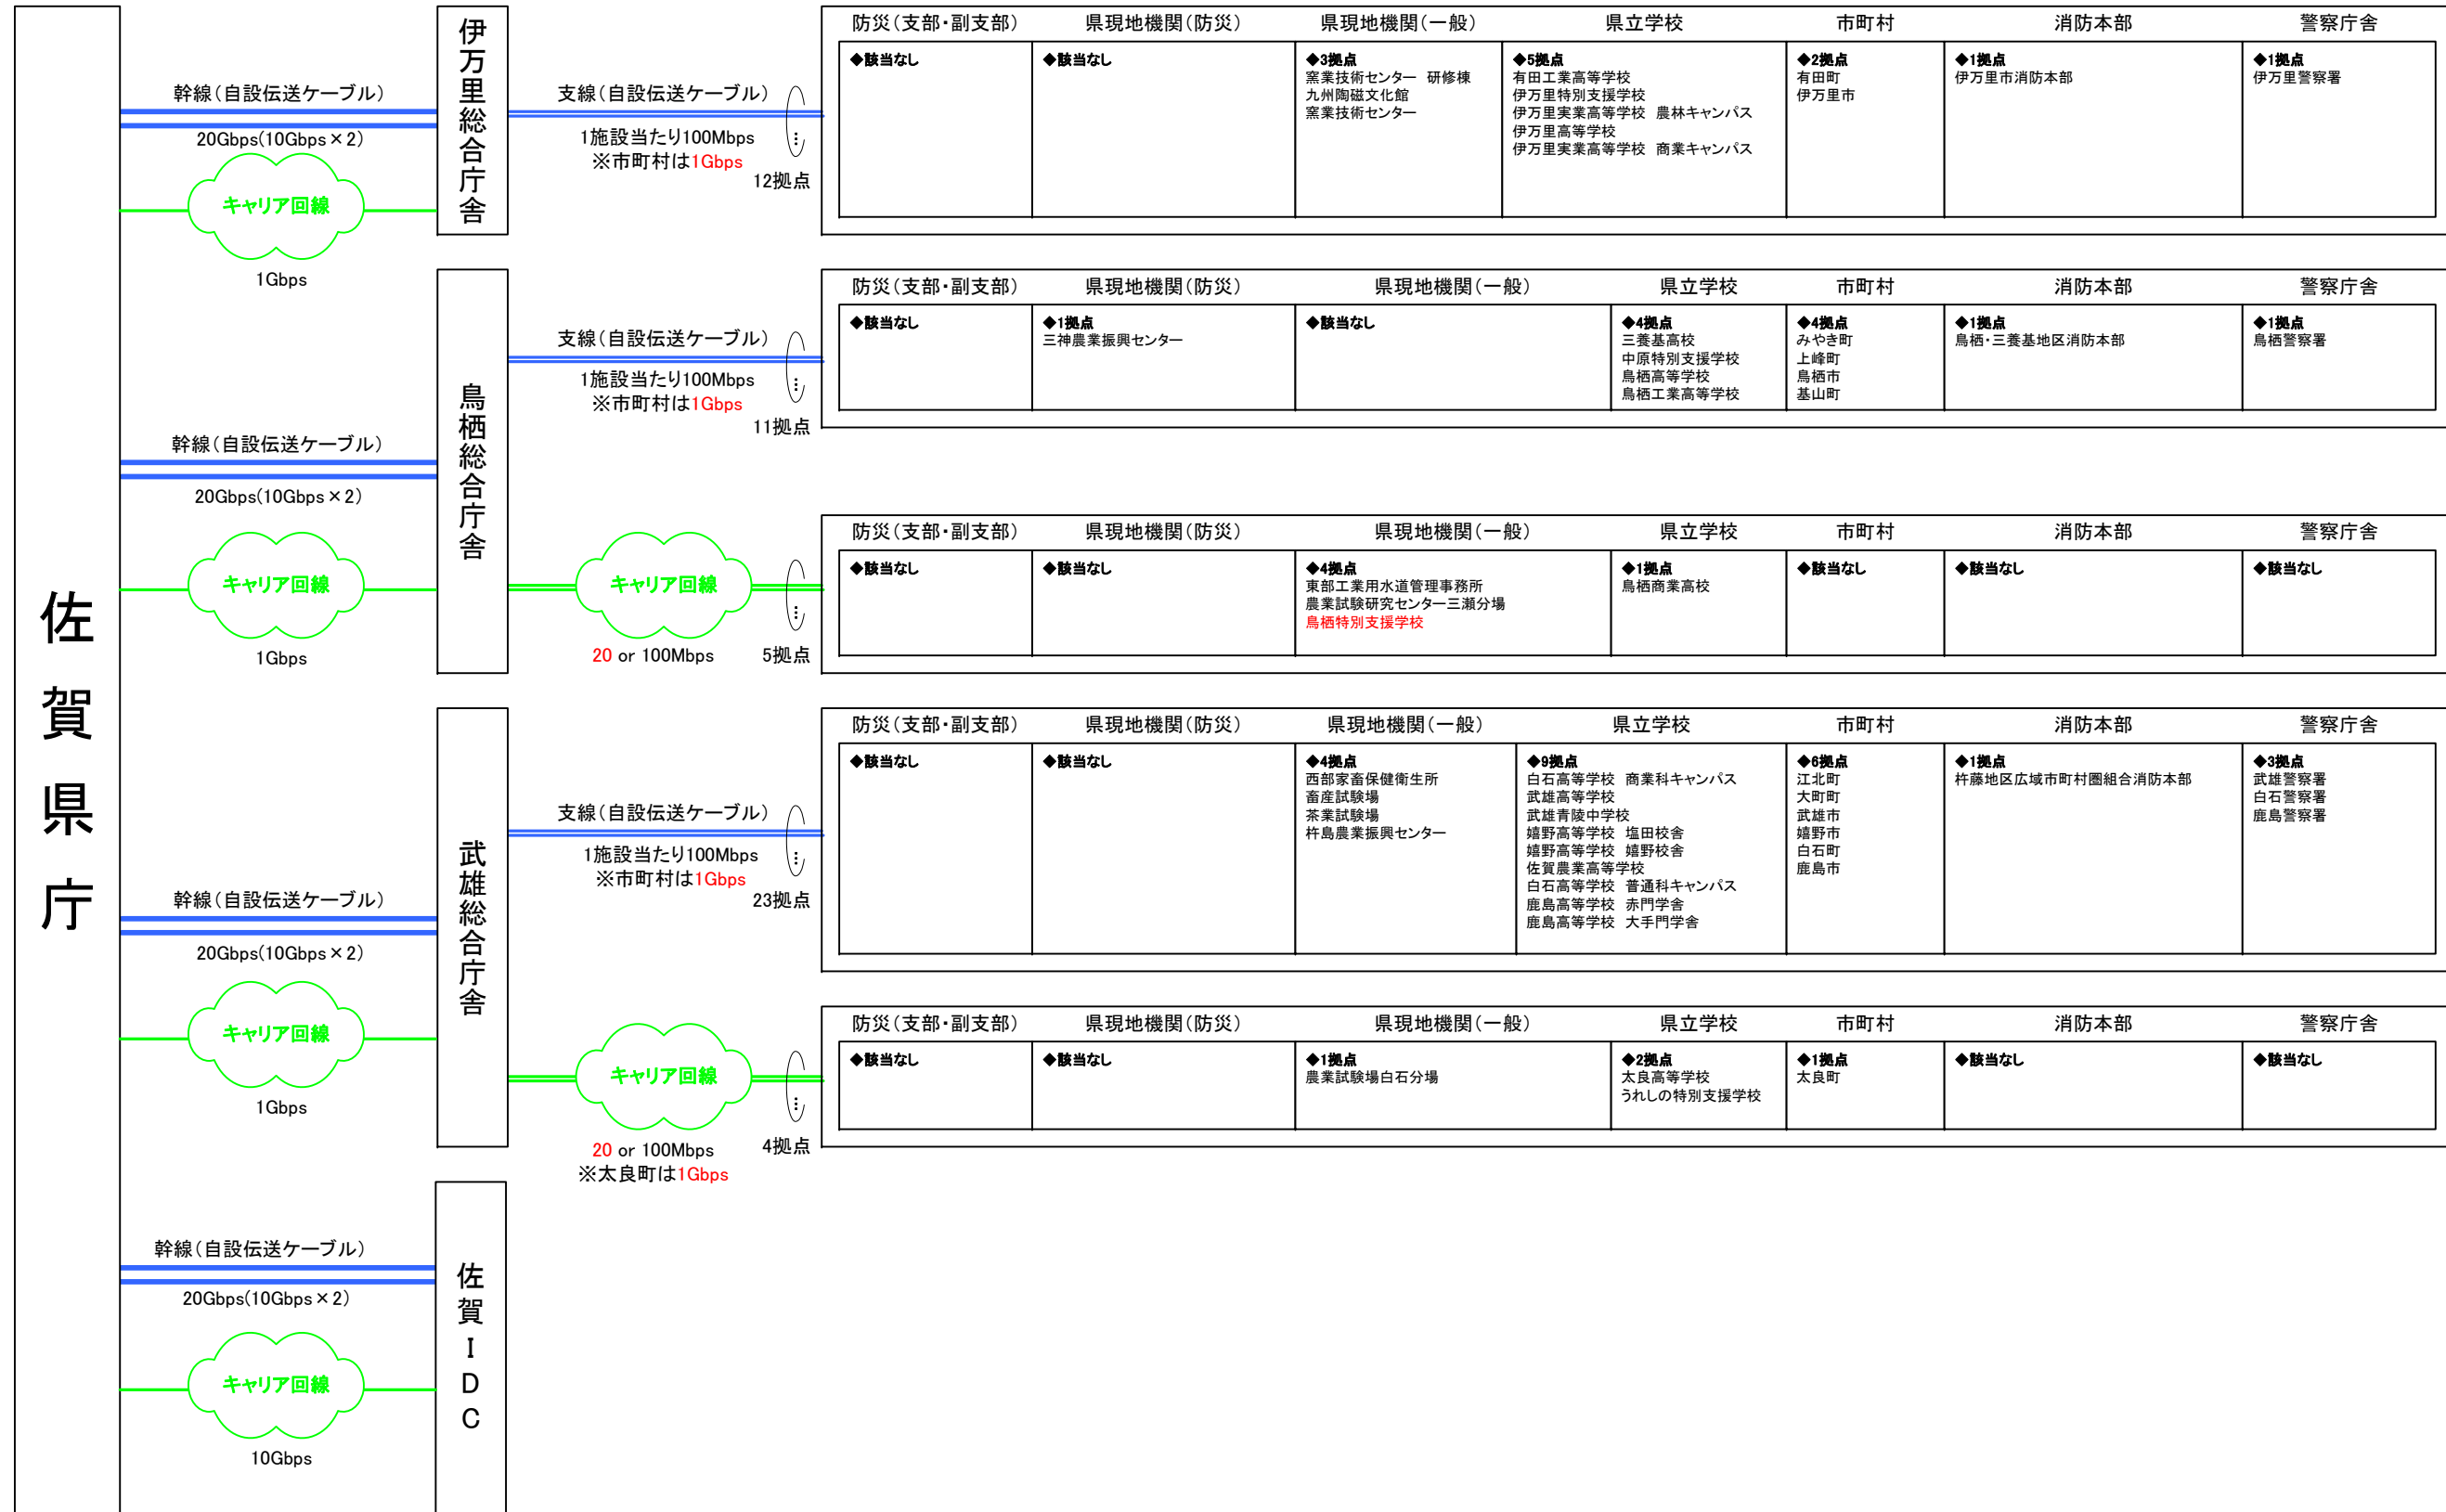 佐賀県庁
幹線（自設伝送ケーブル）
20Gbps（10Gbps×2）
キャリア回線
1Gbps
伊万里総合庁舎
支線（自設伝送ケーブル）
1施設当たり100Mbps
※市町村は1Gbps
12拠点
防災（支部・副支部）
◆該当なし
県現地機関（防災）
◆該当なし
県現地機関（一般）
◆3拠点
窯業技術センター　研修棟
九州陶磁文化館
窯業技術センター
県立学校
◆5拠点
有田工業高等学校
伊万里特別支援学校
伊万里実業高等学校　農林キャンパス
伊万里高等学校
伊万里実業高等学校　商業キャンパス
市町村
◆2拠点
有田町
伊万里市
消防本部
◆1拠点
伊万里市消防本部
警察庁舎
◆1拠点
伊万里警察署
幹線（自設伝送ケーブル）
20Gbps（10Gbps×2）
キャリア回線
1Gbps
鳥栖総合庁舎
支線（自設伝送ケーブル）
1施設当たり100Mbps
※市町村は1Gbps
11拠点
防災（支部・副支部）
◆該当なし
県現地機関（防災）
◆1拠点
三神農業振興センター
県現地機関（一般）
◆該当なし
県立学校
◆4拠点
三養基高校
中原特別支援学校
鳥栖高等学校
鳥栖工業高等学校
市町村
◆4拠点
みやき町
上峰町
鳥栖市
基山町
消防本部
◆1拠点
鳥栖・三養基地区消防本部
警察庁舎
◆1拠点
鳥栖警察署
キャリア回線
20 or 100Mbps
5拠点
防災（支部・副支部）
◆該当なし
県現地機関（防災）
◆該当なし
県現地機関（一般）
◆4拠点
東部工業用水道管理事務所
農業試験研究センター三瀬分場
鳥栖特別支援学校
県立学校
◆1拠点
鳥栖商業高校
市町村
◆該当なし
消防本部
◆該当なし
警察庁舎
◆該当なし
幹線（自設伝送ケーブル）
20Gbps（10Gbps×2）
キャリア回線
1Gbps
武雄総合庁舎
支線（自設伝送ケーブル）
1施設当たり100Mbps
※市町村は1Gbps
23拠点
防災（支部・副支部）
◆該当なし
県現地機関（防災）
◆該当なし
県現地機関（一般）
◆4拠点
西部家畜保健衛生所
畜産試験場
茶業試験場
杵島農業振興センター
県立学校
◆9拠点
白石高等学校　商業科キャンパス
武雄高等学校
武雄青陵中学校
嬉野高等学校　塩田校舎
嬉野高等学校　嬉野校舎
佐賀農業高等学校
白石高等学校　普通科キャンパス
鹿島高等学校　赤門学舎
鹿島高等学校　大手門学舎
市町村
◆6拠点
江北町
大町町
武雄市
嬉野市
白石町
鹿島市
消防本部
◆1拠点
杵藤地区広域市町村圏組合消防本部
警察庁舎
◆3拠点
武雄警察署
白石警察署
鹿島警察署
キャリア回線
20 or 100Mbps
※太良町は1Gbps
4拠点
防災（支部・副支部）
◆該当なし
県現地機関（防災）
◆該当なし
県現地機関（一般）
◆1拠点
農業試験場白石分場
県立学校
◆2拠点
太良高等学校
うれしの特別支援学校
市町村
◆1拠点
太良町
消防本部
◆該当なし
警察庁舎
◆該当なし
幹線（自設伝送ケーブル）
20Gbps（10Gbps×2）
キャリア回線
10Gbps
佐賀IDC